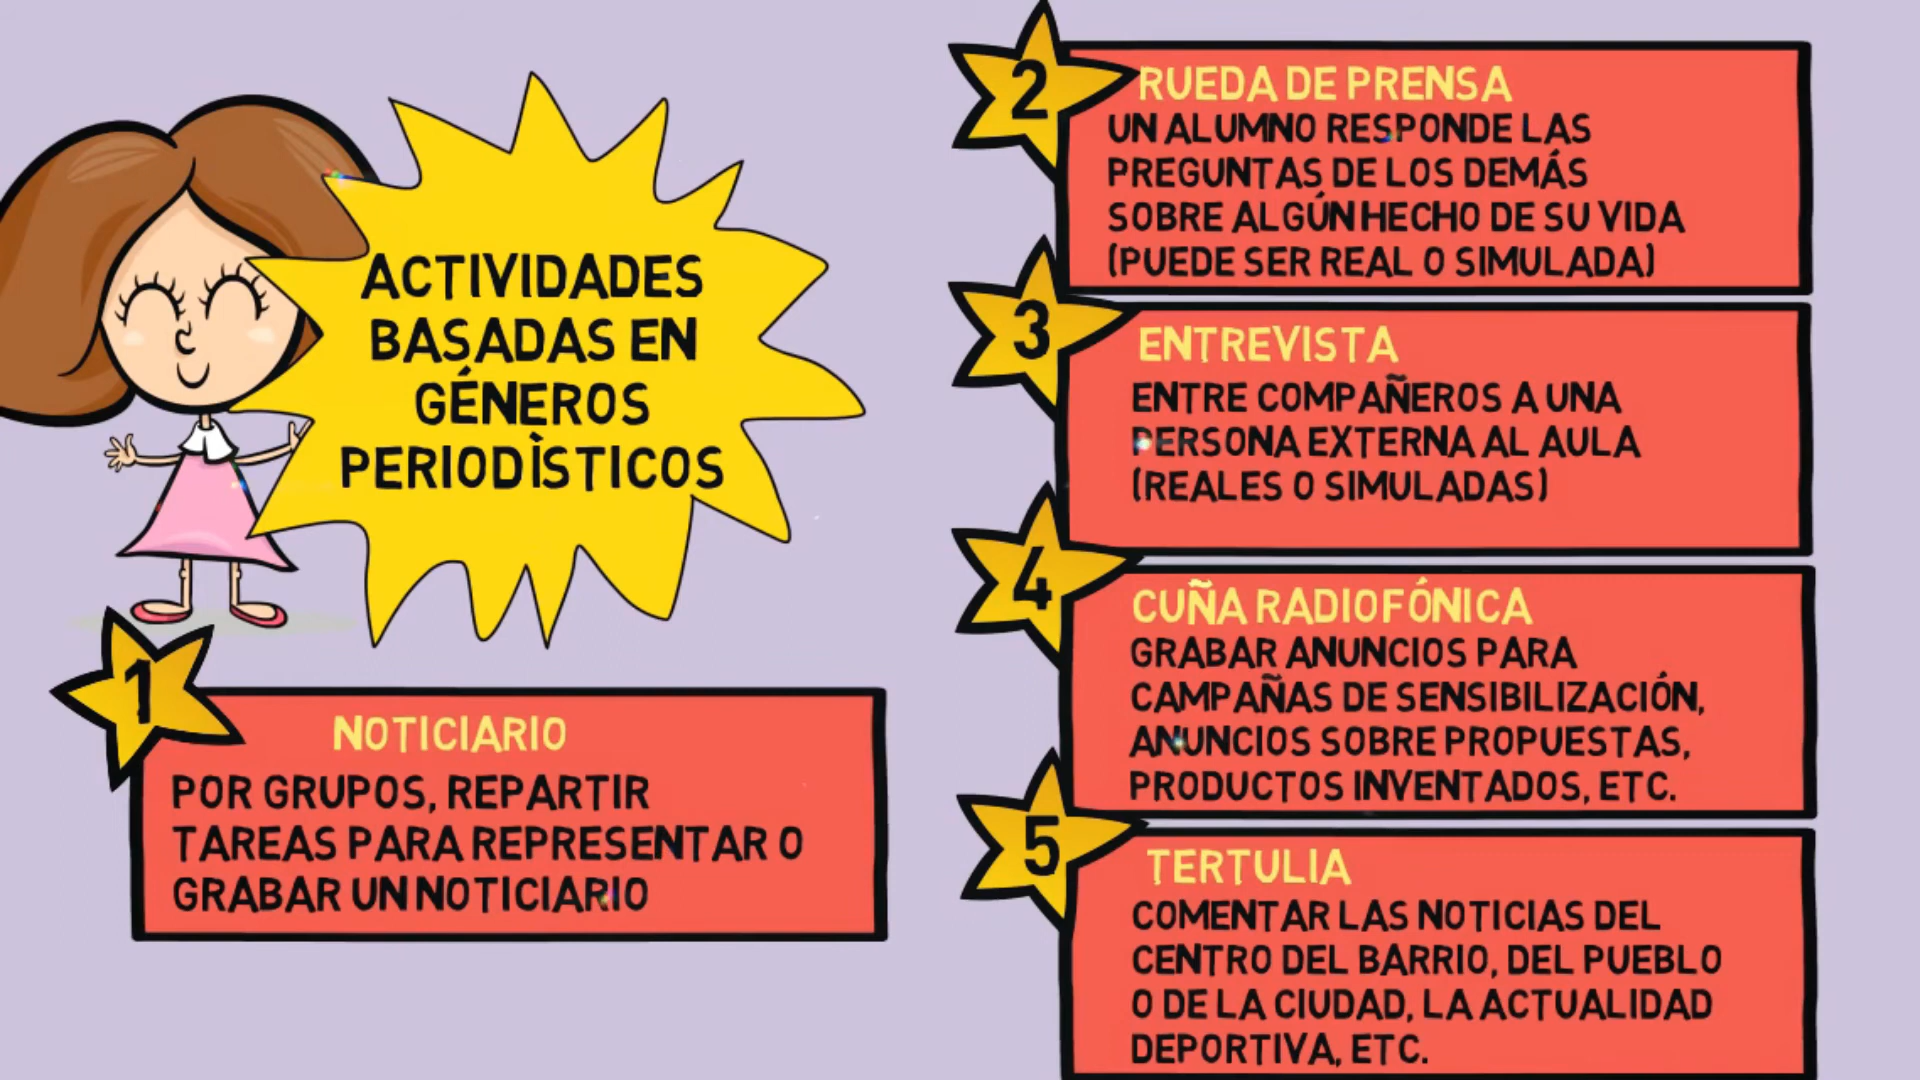 ACTIVIDADES
BASADAS EN
GÉNEROS
PERIODÌSTICOS
1
NOTICIARIO
POR GRUPOS, REPARTIR
TAREAS PARA REPRESENTAR O
GRABAR UN NOTICIARIO
2
RUEDA DE PRENSA
UN ALUMNO RESPONDE LAS
PREGUNTAS DE LOS DEMÁS
SOBRE ALGÚN HECHO DE SU VIDA
(PUEDE SER REAL O SIMULADA)
3
ENTREVISTA
ENTRE COMPAÑEROS A UNA
PERSONA EXTERNA AL AULA
(REALES O SIMULADAS)
4
CUÑA RADIOFÓNICA
GRABAR ANUNCIOS PARA
CAMPAÑAS DE SENSIBILIZACIÓN,
ANUNCIOS SOBRE PROPUESTAS,
PRODUCTOS INVENTADOS, ETC.
5
TERTULIA
COMENTAR LAS NOTICIAS DEL
CENTRO DEL BARRIO, DEL PUEBLO
O DE LA CIUDAD, LA ACTUALIDAD
DEPORTIVA, ETC.